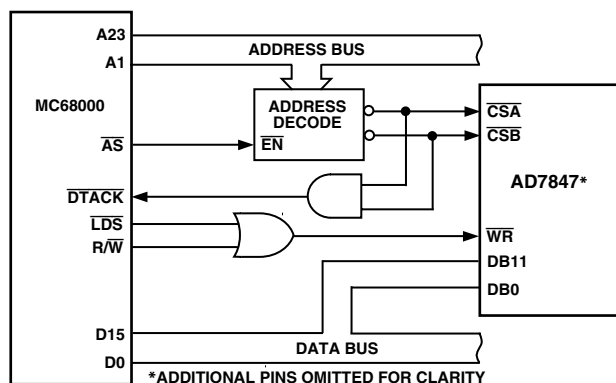 A23
ADDRESS BUS
A1
MC68000
ADDRESS
DECODE
CSA
CSB
AS
EN
AD7847*
DTACK
LDS
R/W
WR
DB11
DB0
D15
DATA BUS
D0
*ADDITIONAL PINS OMITTED FOR CLARITY